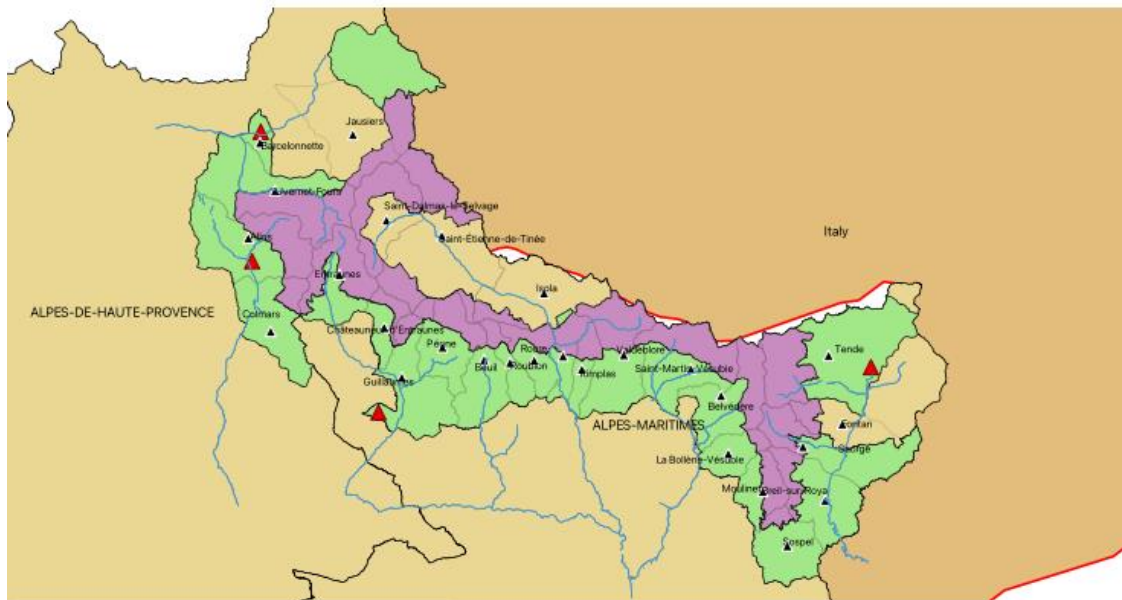 Jausiers
Barcelonnette
Uvernet-Fours
Saint-Dalmas-le-Selvage
Italy
Allos
Saint-Étienne-de-Tinée
Entraunes
Isola
ALPES-DE-HAUTE-PROVENCE
Colmars
Châteauneuf-d'Entraunes
Péone
Roure
Valdeblore
Tende
Beuil
Roubion
Rimplas
Saint-Martin-Vésubie
Guillaumes
Belvédère
ALPES-MARITIMES
Fontan
Saorge
La Bollène-Vésubie
Moulinet
Breil-sur-Roya
Sospel